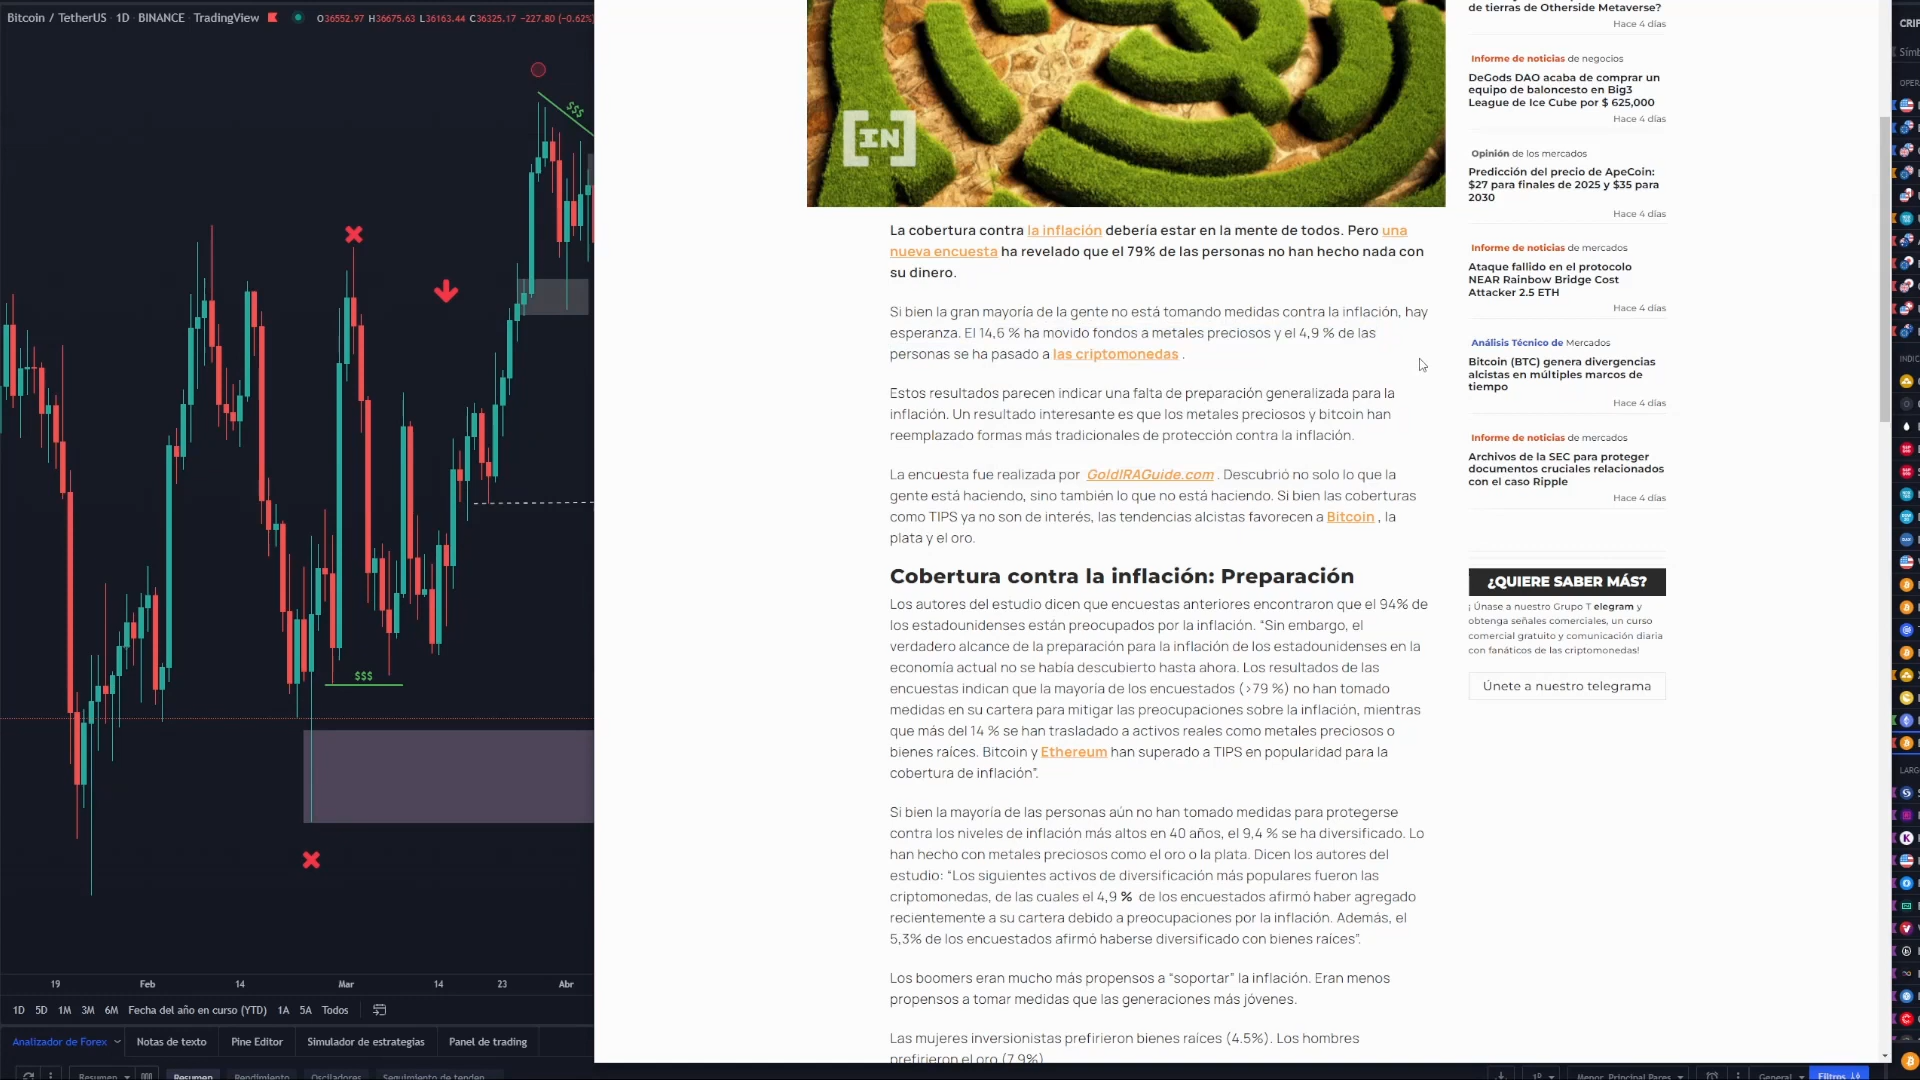 Bitcoin / TetherUS 1D BINANCE TradingView
O36552.97 H36675.63 L36163.44 C36325.17 −227.80 (−0.62%)
$$$
$$$
19 Feb 14 Mar 14 23 Abr
1D 5D 1M 3M 6M Fecha del año en curso (YTD) 1A 5A Todos
Analizador de Forex Notas de texto Pine Editor Simulador de estrategias Panel de trading
Resumen Resumen Rendimiento Osciladores Seguimiento de tenden
[IN]
La cobertura contra la inflación debería estar en la mente de todos. Pero una
nueva encuesta ha revelado que el 79% de las personas no han hecho nada con
su dinero.
Si bien la gran mayoría de la gente no está tomando medidas contra la inflación, hay
esperanza. El 14,6 % ha movido fondos a metales preciosos y el 4,9 % de las
personas se ha pasado a las criptomonedas .
Estos resultados parecen indicar una falta de preparación generalizada para la
inflación. Un resultado interesante es que los metales preciosos y bitcoin han
reemplazado formas más tradicionales de protección contra la inflación.
La encuesta fue realizada por GoldIRAGuide.com . Descubrió no solo lo que la
gente está haciendo, sino también lo que no está haciendo. Si bien las coberturas
como TIPS ya no son de interés, las tendencias alcistas favorecen a Bitcoin , la
plata y el oro.
Cobertura contra la inflación: Preparación
Los autores del estudio dicen que encuestas anteriores encontraron que el 94% de
los estadounidenses están preocupados por la inflación. “Sin embargo, el
verdadero alcance de la preparación para la inflación de los estadounidenses en la
economía actual no se había descubierto hasta ahora. Los resultados de las
encuestas indican que la mayoría de los encuestados (>79 %) no han tomado
medidas en su cartera para mitigar las preocupaciones sobre la inflación, mientras
que más del 14 % se han trasladado a activos reales como metales preciosos o
bienes raíces. Bitcoin y Ethereum han superado a TIPS en popularidad para la
cobertura de inflación”.
Si bien la mayoría de las personas aún no han tomado medidas para protegerse
contra los niveles de inflación más altos en 40 años, el 9,4 % se ha diversificado. Lo
han hecho con metales preciosos como el oro o la plata. Dicen los autores del
estudio: “Los siguientes activos de diversificación más populares fueron las
criptomonedas, de las cuales el 4,9 % de los encuestados afirmó haber agregado
recientemente a su cartera debido a preocupaciones por la inflación. Además, el
5,3% de los encuestados afirmó haberse diversificado con bienes raíces”.
Los boomers eran mucho más propensos a “soportar” la inflación. Eran menos
propensos a tomar medidas que las generaciones más jóvenes.
Las mujeres inversionistas prefirieron bienes raíces (4.5%). Los hombres
prefirieron el oro (7.9%)
de tierras de Otherside Metaverse?
Hace 4 días
Informe de noticias de negocios
DeGods DAO acaba de comprar un
equipo de baloncesto en Big3
League de Ice Cube por $ 625,000
Hace 4 días
Opinión de los mercados
Predicción del precio de ApeCoin:
$27 para finales de 2025 y $35 para
2030
Hace 4 días
Informe de noticias de mercados
Ataque fallido en el protocolo
NEAR Rainbow Bridge Cost
Attacker 2.5 ETH
Hace 4 días
Análisis Técnico de Mercados
Bitcoin (BTC) genera divergencias
alcistas en múltiples marcos de
tiempo
Hace 4 días
Informe de noticias de mercados
Archivos de la SEC para proteger
documentos cruciales relacionados
con el caso Ripple
Hace 4 días
¿QUIERE SABER MÁS?
¡ Únase a nuestro Grupo T elegram y
obtenga señales comerciales, un curso
comercial gratuito y comunicación diaria
con fanáticos de las criptomonedas!
Únete a nuestro telegrama
CRIP
Símb
OPER
INDIC
LARG
1D Menor, Principal Pares General Filtros